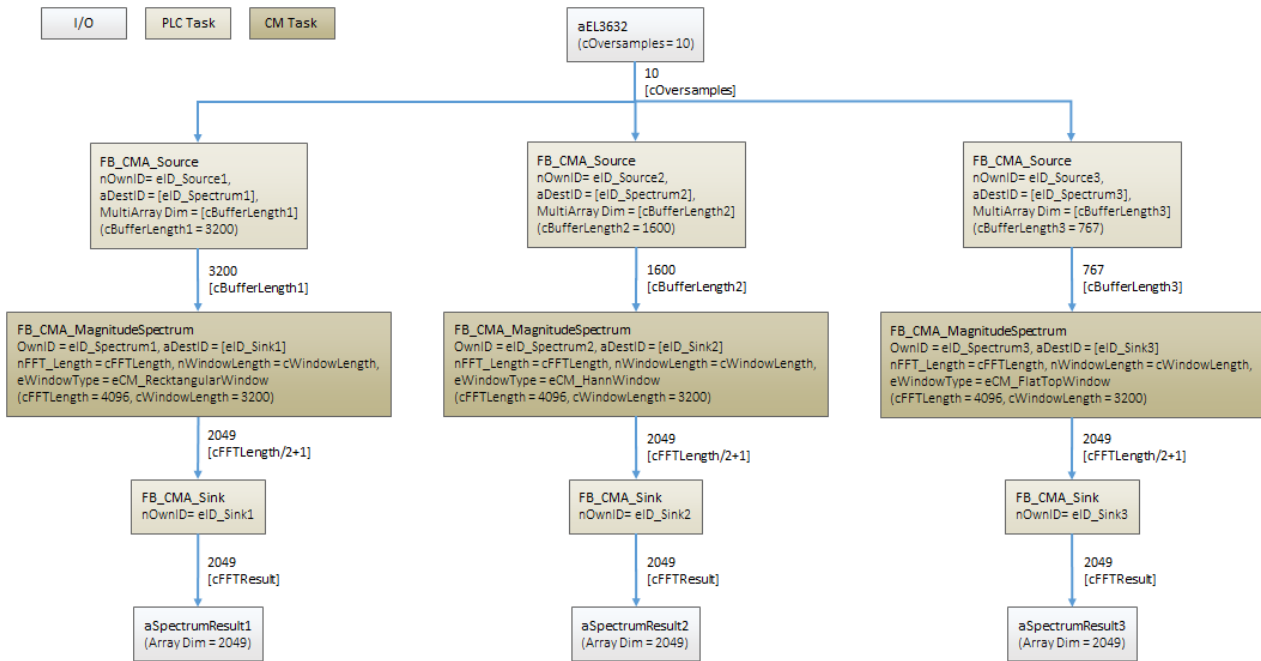 I/O
PLC Task
CM Task
aEL3632
(cOversamples = 10)
10
[cOversamples]
FB_CMA_Source
nOwnID= eID_Source1,
aDestID = [eID_Spectrum1],
MultiArray Dim = [cBufferLength1]
(cBufferLength1 = 3200)
FB_CMA_Source
nOwnID= eID_Source2,
aDestID = [eID_Spectrum2],
MultiArray Dim = [cBufferLength2]
(cBufferLength2 = 1600)
FB_CMA_Source
nOwnID= eID_Source3,
aDestID = [eID_Spectrum3],
MultiArray Dim = [cBufferLength3]
(cBufferLength3 = 767)
3200
[cBufferLength1]
1600
[cBufferLength2]
767
[cBufferLength3]
FB_CMA_MagnitudeSpectrum
OwnID = eID_Spectrum1, aDestID = [eID_Sink1]
nFFT_Length = cFFTLength, nWindowLength = cWindowLength,
eWindowType = eCM_RecktangularWindow
(cFFTLength = 4096, cWindowLength = 3200)
FB_CMA_MagnitudeSpectrum
OwnID = eID_Spectrum2, aDestID = [eID_Sink2]
nFFT_Length = cFFTLength, nWindowLength = cWindowLength,
eWindowType = eCM_HannWindow
(cFFTLength = 4096, cWindowLength = 3200)
FB_CMA_MagnitudeSpectrum
OwnID = eID_Spectrum3, aDestID = [eID_Sink3]
nFFT_Length = cFFTLength, nWindowLength = cWindowLength,
eWindowType = eCM_FlatTopWindow
(cFFTLength = 4096, cWindowLength = 3200)
2049
[cFFTLength/2+1]
2049
[cFFTLength/2+1]
2049
[cFFTLength/2+1]
FB_CMA_Sink
nOwnID= eID_Sink1
FB_CMA_Sink
nOwnID= eID_Sink2
FB_CMA_Sink
nOwnID= eID_Sink3
2049
[cFFTResult]
2049
[cFFTResult]
2049
[cFFTResult]
aSpectrumResult1
(Array Dim = 2049)
aSpectrumResult2
(Array Dim = 2049)
aSpectrumResult3
(Array Dim = 2049)